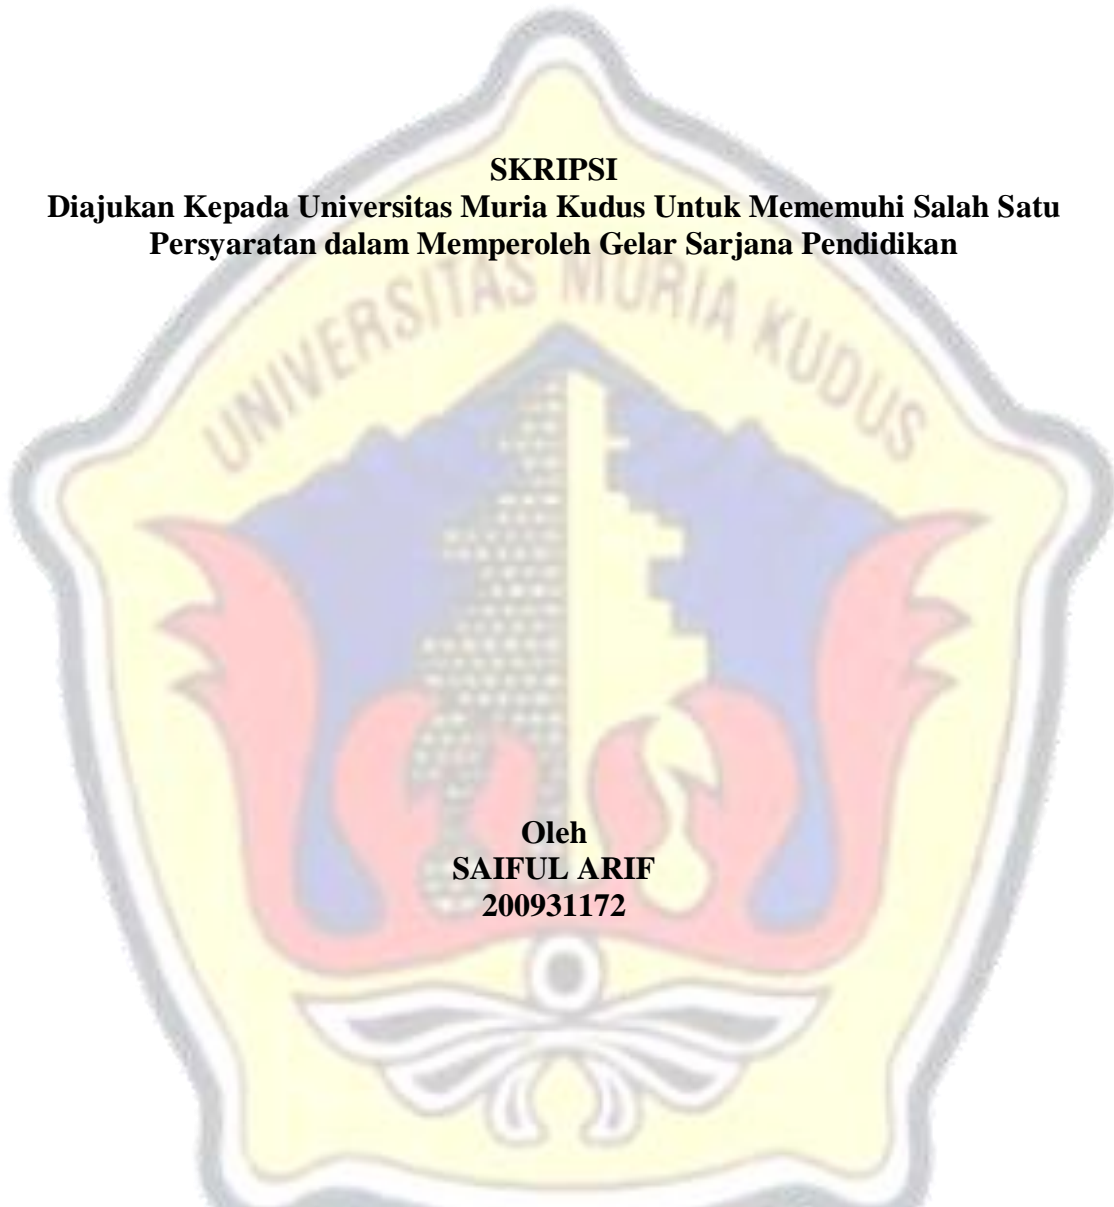 SKRIPSI
Diajukan Kepada Universitas Muria Kudus Untuk Mememuhi Salah Satu
Persyaratan dalam Memperoleh Gelar Sarjana Pendidikan
UNIVERSITAS MURIA KUDUS
Oleh
SAIFUL ARIF
200931172